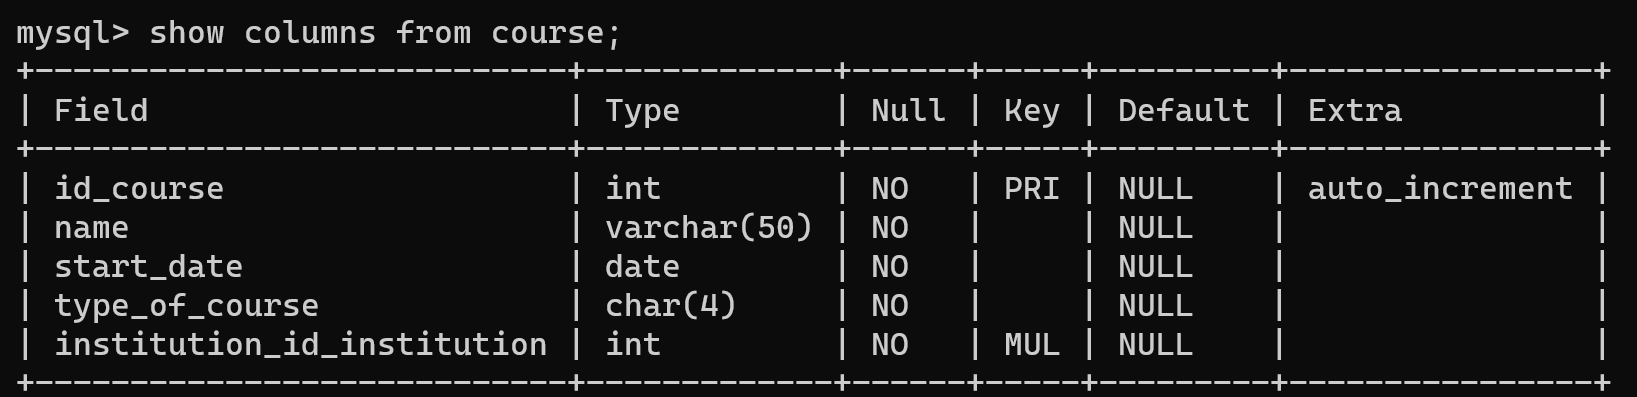 mysql> show columns from course;
+----------------------------+-------------+------+-----+---------+----------------+
| Field                      | Type        | Null | Key | Default | Extra          |
+----------------------------+-------------+------+-----+---------+----------------+
| id_course                  | int         | NO   | PRI | NULL    | auto_increment |
| name                       | varchar(50) | NO   |     | NULL    |                |
| start_date                 | date        | NO   |     | NULL    |                |
| type_of_course             | char(4)     | NO   |     | NULL    |                |
| institution_id_institution | int         | NO   | MUL | NULL    |                |
+----------------------------+-------------+------+-----+---------+----------------+